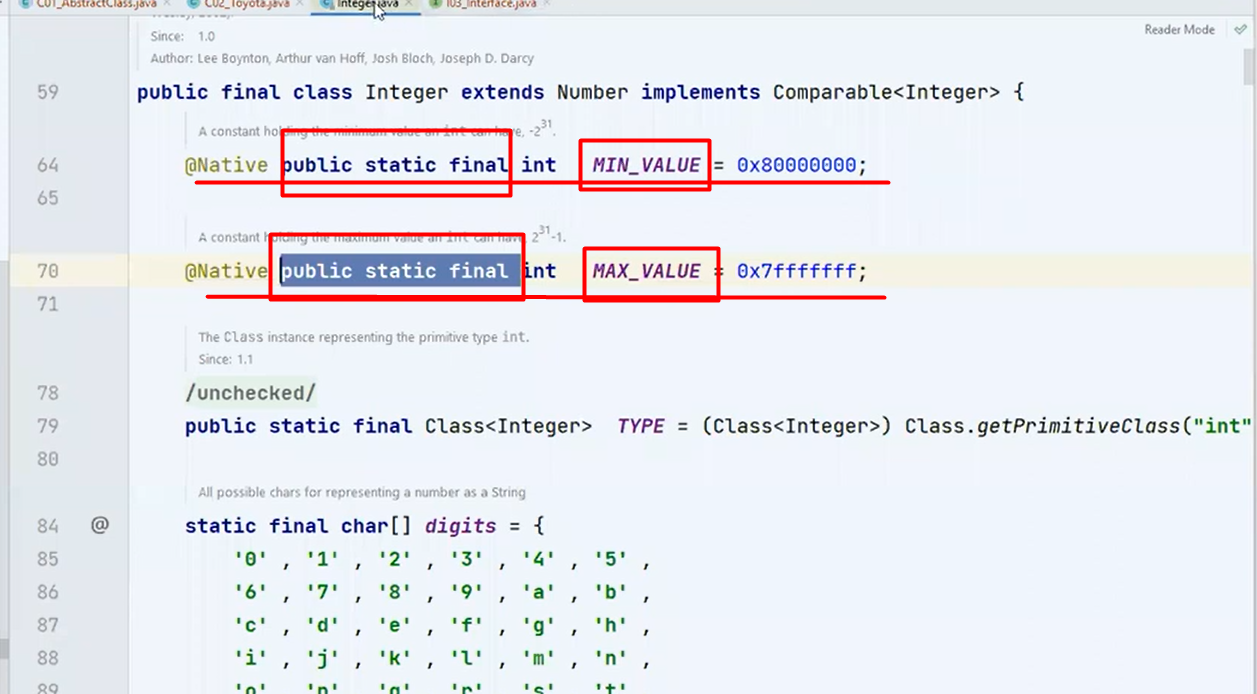 C01_AbstractClass.java C02_Toyota.java Integer.java I03_Interface.java
Since: 1.0
Reader Mode
Author: Lee Boynton, Arthur van Hoff, Josh Bloch, Joseph D. Darcy
59 public final class Integer extends Number implements Comparable<Integer> {
A constant holding the minimum value an int can have, -2^31.
64 @Native public static final int MIN_VALUE = 0x80000000;
65
A constant holding the maximum value an int can have, 2^31-1.
70 @Native public static final int MAX_VALUE = 0x7fffffff;
71
The Class instance representing the primitive type int.
Since: 1.1
78 /unchecked/
79 public static final Class<Integer> TYPE = (Class<Integer>) Class.getPrimitiveClass("int"
80
All possible chars for representing a number as a String
84 @ static final char[] digits = {
85 '0' , '1' , '2' , '3' , '4' , '5' ,
86 '6' , '7' , '8' , '9' , 'a' , 'b' ,
87 'c' , 'd' , 'e' , 'f' , 'g' , 'h' ,
88 'i' , 'j' , 'k' , 'l' , 'm' , 'n' ,
89 'o' , 'p' , 'q' , 'r' , 's' , 't' ,